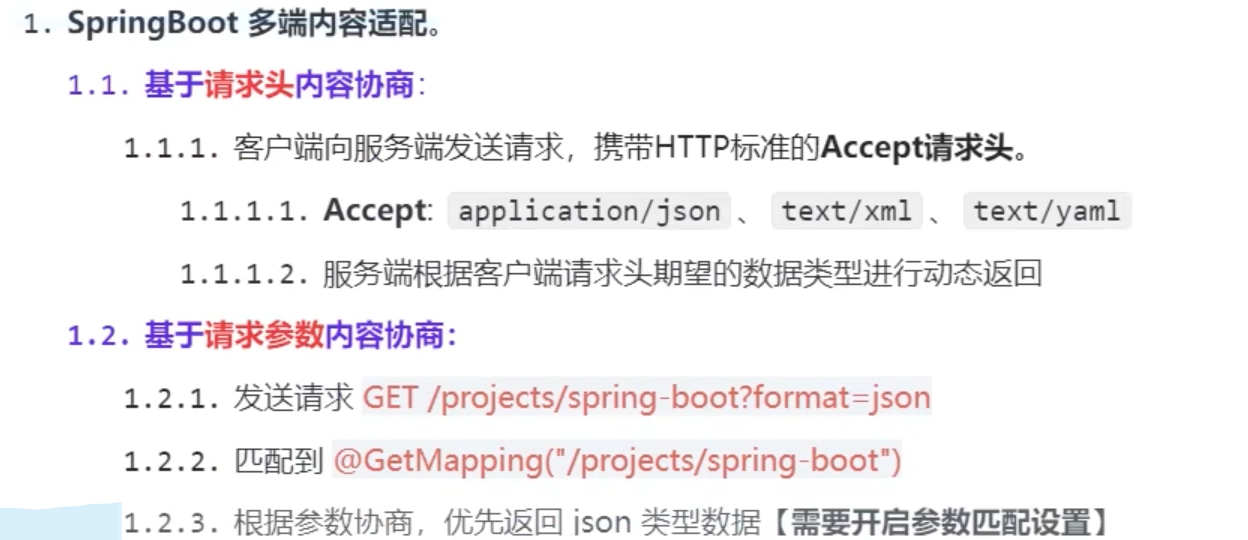 1. SpringBoot 多端内容适配。
1.1. 基于请求头内容协商:
1.1.1. 客户端向服务端发送请求，携带HTTP标准的Accept请求头。
1.1.1.1. Accept: application/json 、 text/xml 、 text/yaml
1.1.1.2. 服务端根据客户端请求头期望的数据类型进行动态返回
1.2. 基于请求参数内容协商：
1.2.1. 发送请求 GET /projects/spring-boot?format=json
1.2.2. 匹配到 @GetMapping("/projects/spring-boot")
1.2.3. 根据参数协商，优先返回 json 类型数据【需要开启参数匹配设置】